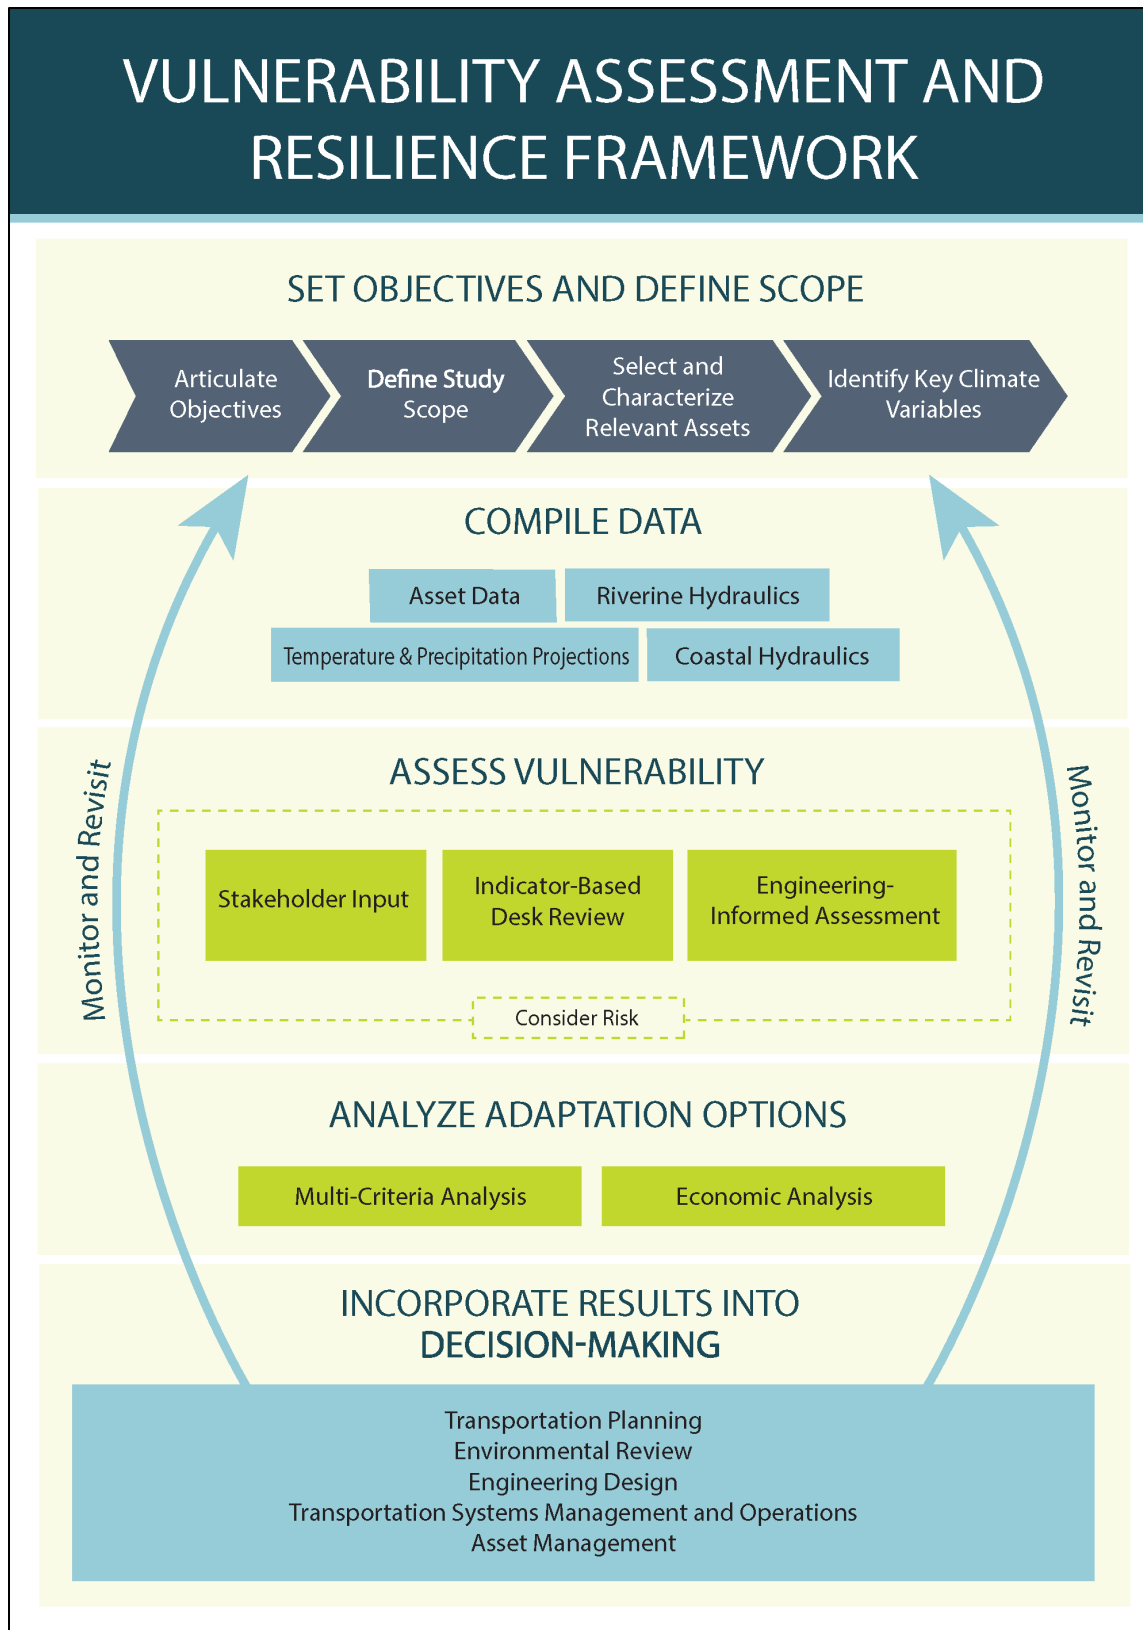 VULNERABILITY ASSESSMENT AND
RESILIENCE FRAMEWORK
SET OBJECTIVES AND DEFINE SCOPE
Articulate
Objectives
Define Study
Scope
Select and
Characterize
Relevant Assets
Identify Key Climate
Variables
COMPILE DATA
Asset Data
Riverine Hydraulics
Temperature & Precipitation Projections
Coastal Hydraulics
Monitor and Revisit
ASSESS VULNERABILITY
Stakeholder Input
Indicator-Based
Desk Review
Engineering-
Informed Assessment
Consider Risk
Monitor and Revisit
ANALYZE ADAPTATION OPTIONS
Multi-Criteria Analysis
Economic Analysis
INCORPORATE RESULTS INTO
DECISION-MAKING
Transportation Planning
Environmental Review
Engineering Design
Transportation Systems Management and Operations
Asset Management